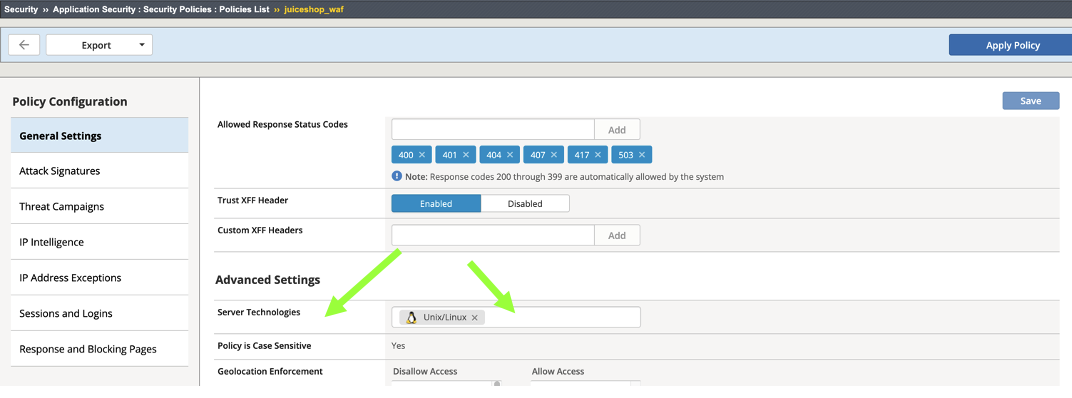 Security ›› Application Security : Security Policies : Policies List ›› juiceshop_waf
Export
Apply Policy
Policy Configuration
Save
General Settings
Attack Signatures
Threat Campaigns
IP Intelligence
IP Address Exceptions
Sessions and Logins
Response and Blocking Pages
Allowed Response Status Codes
Add
400 × 401 × 404 × 407 × 417 × 503 ×
Note: Response codes 200 through 399 are automatically allowed by the system
Trust XFF Header
Enabled Disabled
Custom XFF Headers
Add
Advanced Settings
Server Technologies
Unix/Linux ×
Policy is Case Sensitive
Yes
Geolocation Enforcement
Disallow Access
Allow Access